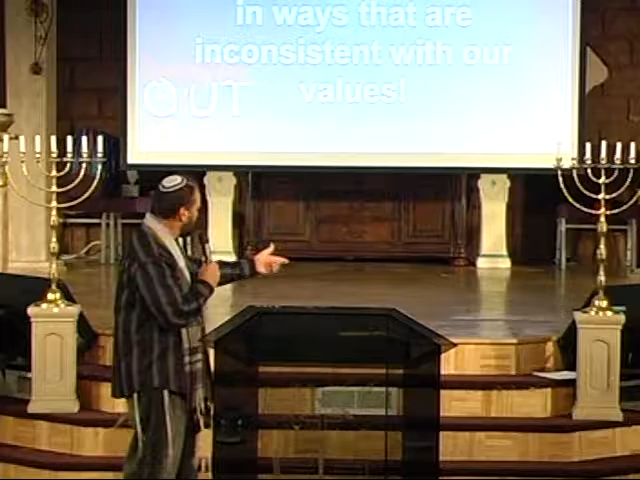 in ways that are
inconsistent with our
values!
OUT